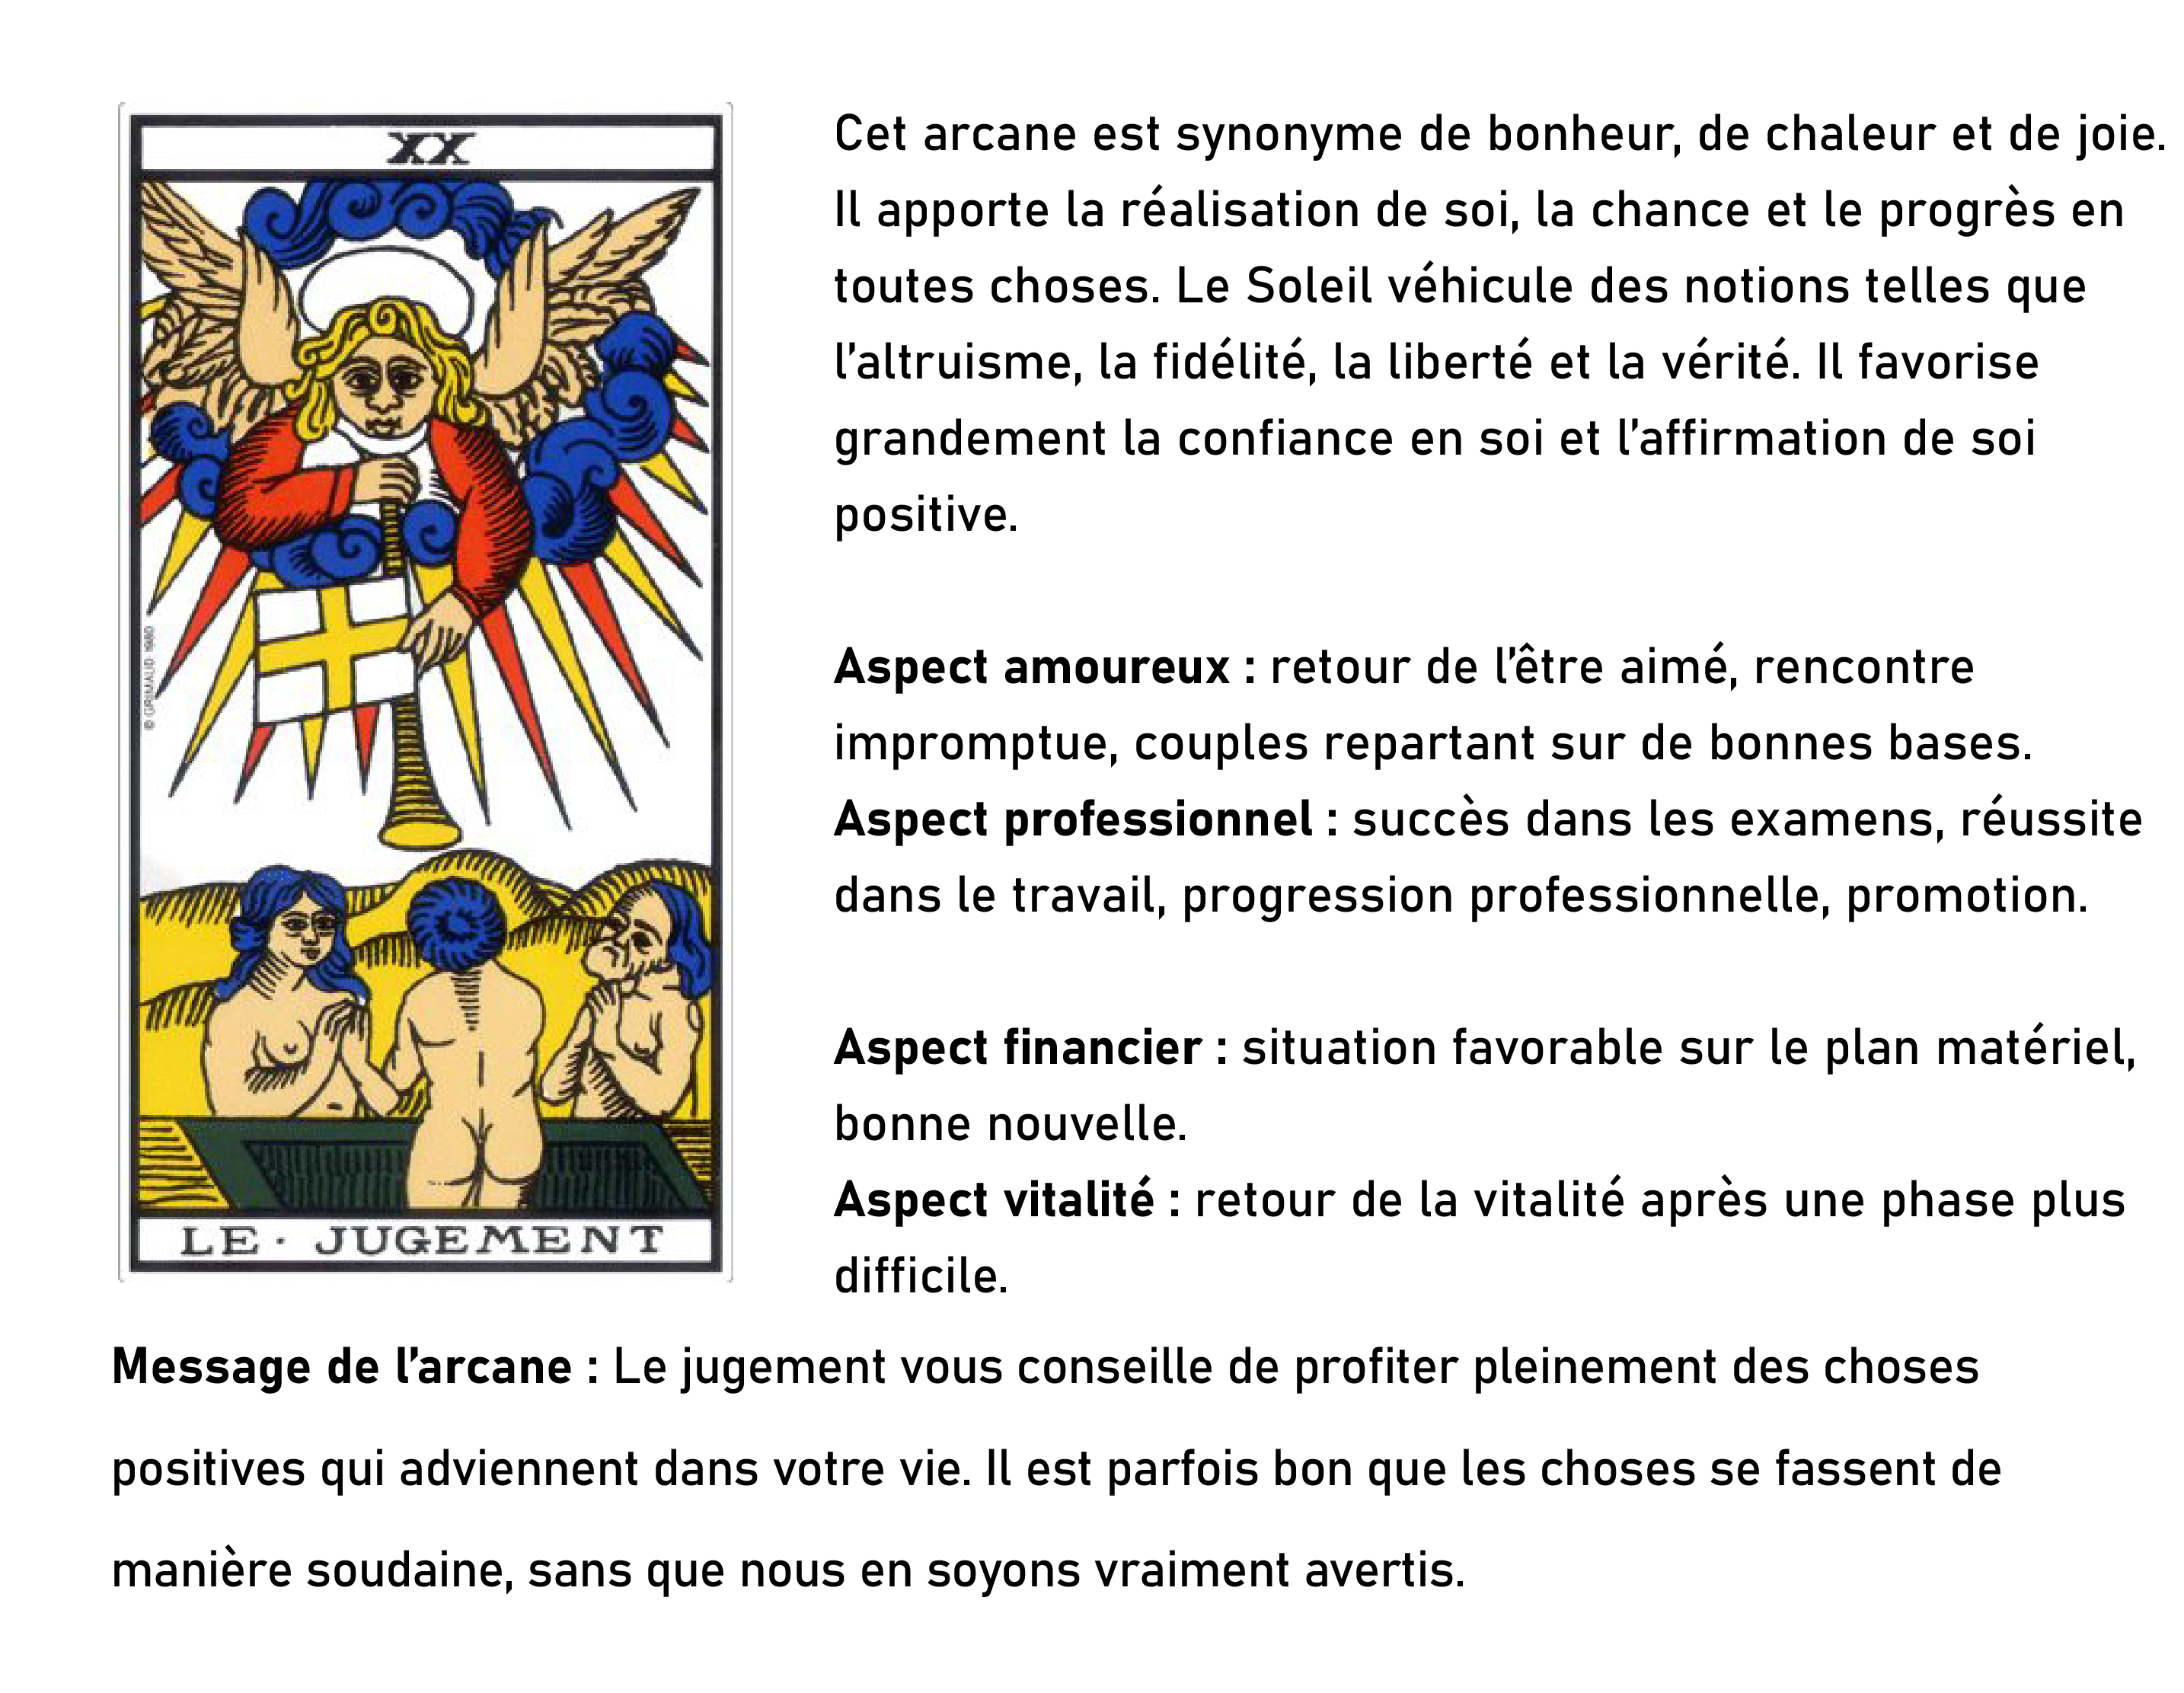 XX
© GRIMAUD 1980
LE · JUGEMENT
Cet arcane est synonyme de bonheur, de chaleur et de joie.
Il apporte la réalisation de soi, la chance et le progrès en
toutes choses. Le Soleil véhicule des notions telles que
l'altruisme, la fidélité, la liberté et la vérité. Il favorise
grandement la confiance en soi et l'affirmation de soi
positive.
Aspect amoureux : retour de l'être aimé, rencontre
impromptue, couples repartant sur de bonnes bases.
Aspect professionnel : succès dans les examens, réussite
dans le travail, progression professionnelle, promotion.
Aspect financier : situation favorable sur le plan matériel,
bonne nouvelle.
Aspect vitalité : retour de la vitalité après une phase plus
difficile.
Message de l'arcane : Le jugement vous conseille de profiter pleinement des choses
positives qui adviennent dans votre vie. Il est parfois bon que les choses se fassent de
manière soudaine, sans que nous en soyons vraiment avertis.